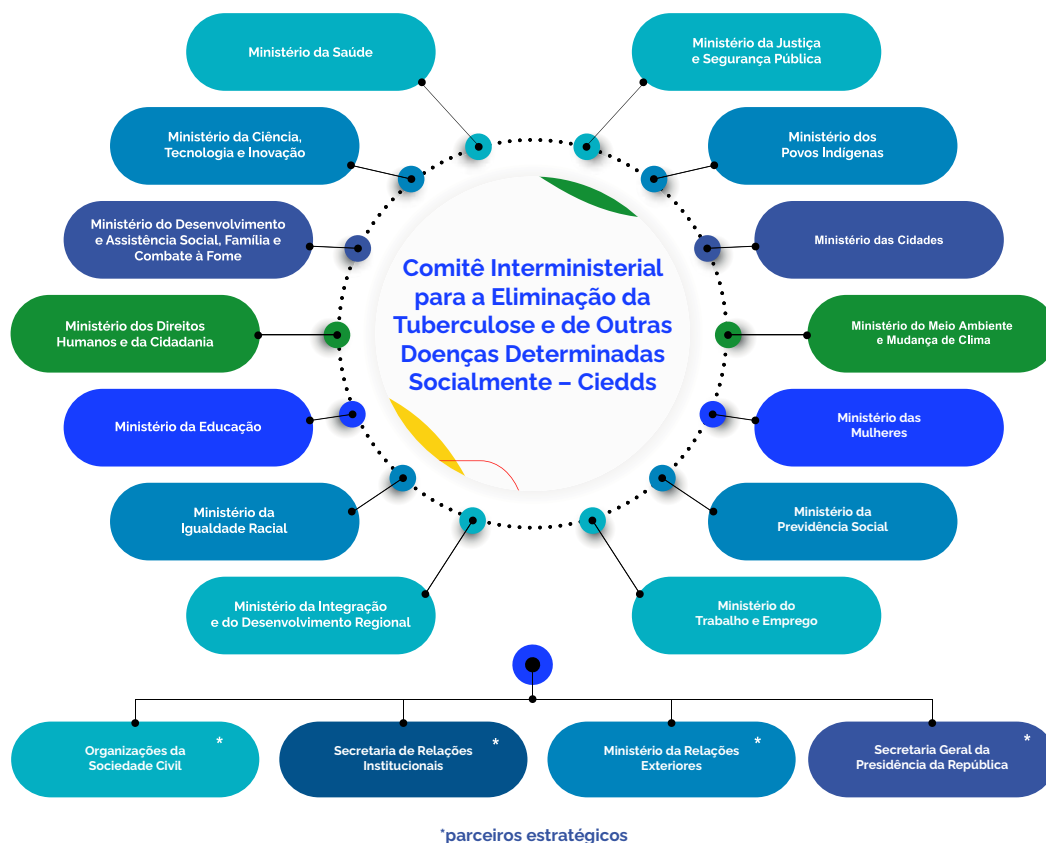 Ministério da Saúde
Ministério da Justiça
e Segurança Pública
Ministério da Ciência,
Tecnologia e Inovação
Ministério dos
Povos Indígenas
Ministério do Desenvolvimento
e Assistência Social, Família e
Combate à Fome
Ministério das Cidades
Comitê Interministerial
para a Eliminação da
Tuberculose e de Outras
Doenças Determinadas
Socialmente – Ciedds
Ministério dos Direitos
Humanos e da Cidadania
Ministério do Meio Ambiente
e Mudança de Clima
Ministério da Educação
Ministério das
Mulheres
Ministério da
Igualdade Racial
Ministério da
Previdência Social
Ministério da Integração
e do Desenvolvimento Regional
Ministério do
Trabalho e Emprego
Organizações da *
Sociedade Civil
Secretaria de Relações *
Institucionais
Ministério da Relações *
Exteriores
Secretaria Geral da *
Presidência da República
*parceiros estratégicos